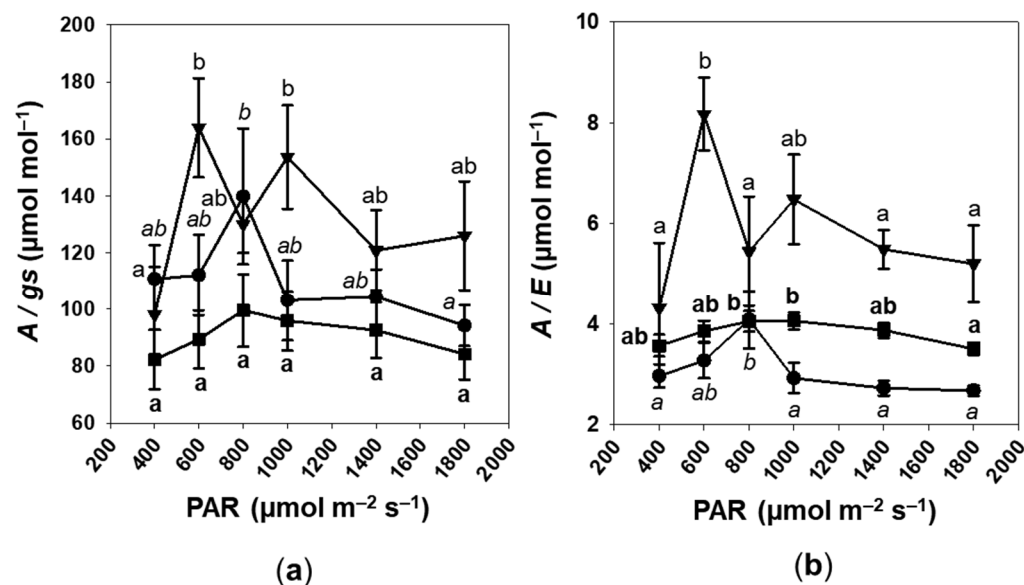 200
180
160
140
120
100
80
60
A / gs (μmol mol⁻¹)
b
b
b
ab
ab
ab
ab
ab
ab
a
ab
ab
a
a
a
a
a
a
a
200
400
600
800
1000
1200
1400
1600
1800
2000
PAR (μmol m⁻² s⁻¹)
(a)
10
8
6
4
2
A / E (μmol mol⁻¹)
b
ab
a
a
a
a
ab
ab
b
b
ab
a
a
ab
b
a
a
a
200
400
600
800
1000
1200
1400
1600
1800
2000
PAR (μmol m⁻² s⁻¹)
(b)